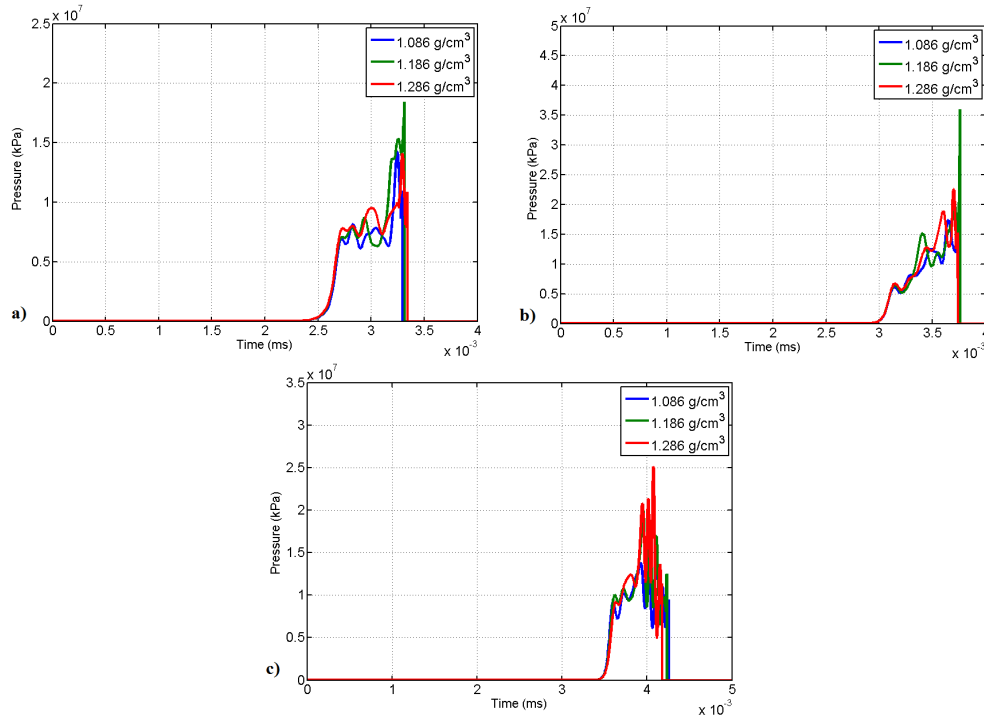 x 10^7
2.5
2
1.5
1
0.5
0
Pressure (kPa)
1.086 g/cm^3
1.186 g/cm^3
1.286 g/cm^3
a)
0 0.5 1 1.5 2 2.5 3 3.5 4
Time (ms)
x 10^-3
x 10^7
5
4.5
4
3.5
3
2.5
2
1.5
1
0.5
0
Pressure (kPa)
1.086 g/cm^3
1.186 g/cm^3
1.286 g/cm^3
b)
0 0.5 1 1.5 2 2.5 3 3.5 4
Time (ms)
x 10^-3
x 10^7
3.5
3
2.5
2
1.5
1
0.5
0
Pressure (kPa)
1.086 g/cm^3
1.186 g/cm^3
1.286 g/cm^3
c)
0 1 2 3 4 5
Time (ms)
x 10^-3